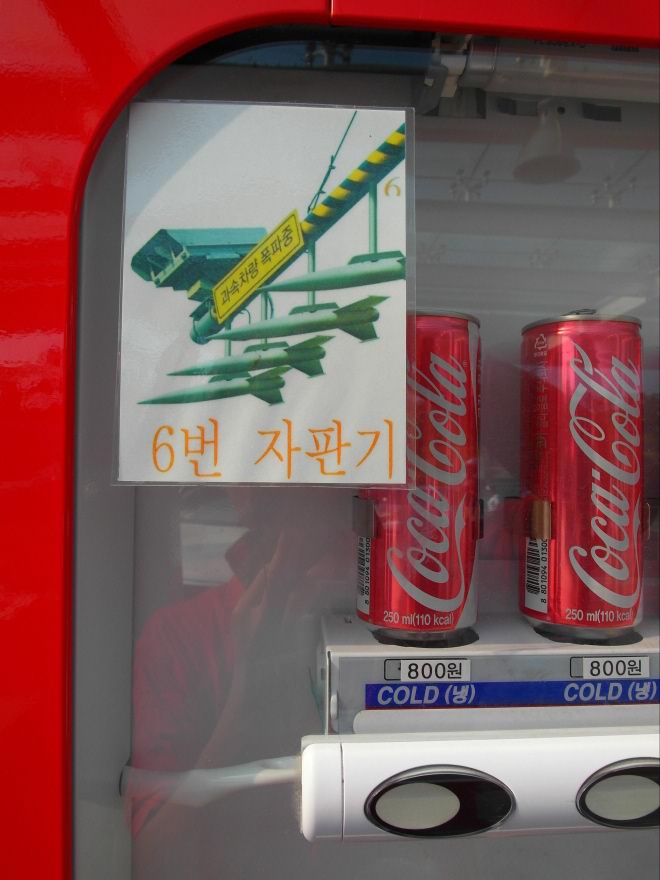 6
과속차량 폭파중
6번 자판기
Coca-Cola
Coca-Cola
250 ml(110 kcal)
250 ml(110 kcal)
800원
800원
COLD (냉)
COLD (냉)